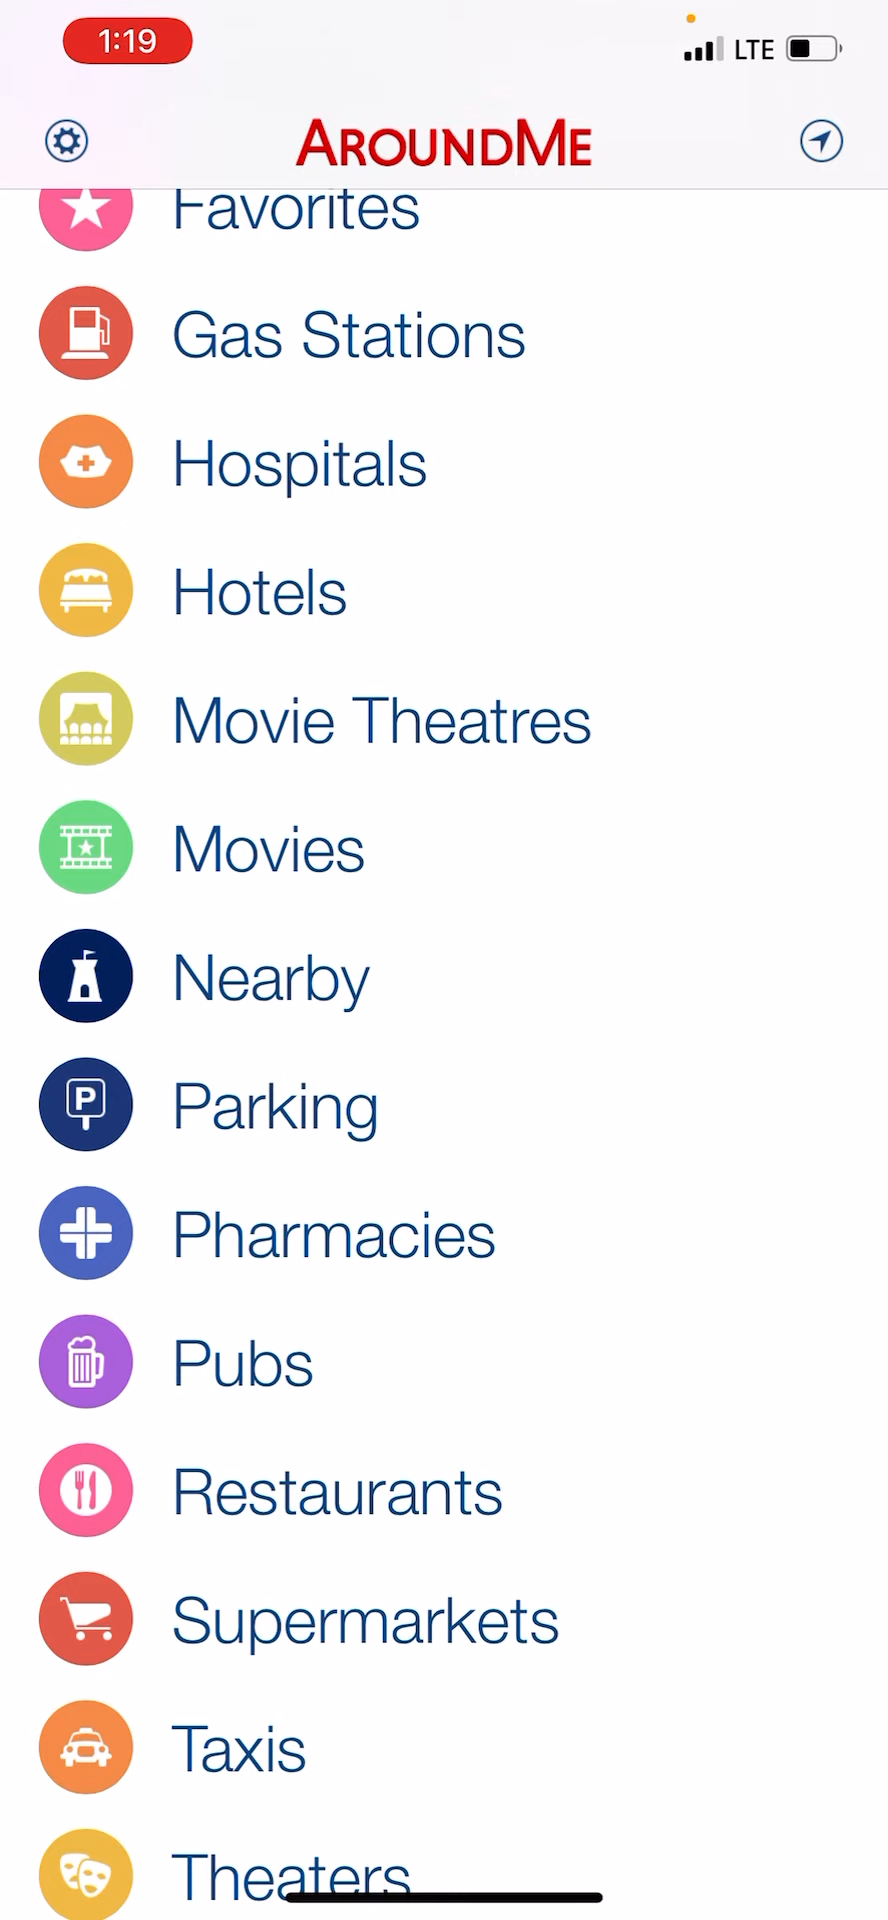 1:19
LTE
AROUNDME
Favorites
Gas Stations
Hospitals
Hotels
Movie Theatres
Movies
Nearby
P
Parking
Pharmacies
Pubs
Restaurants
Supermarkets
Taxis
Theaters